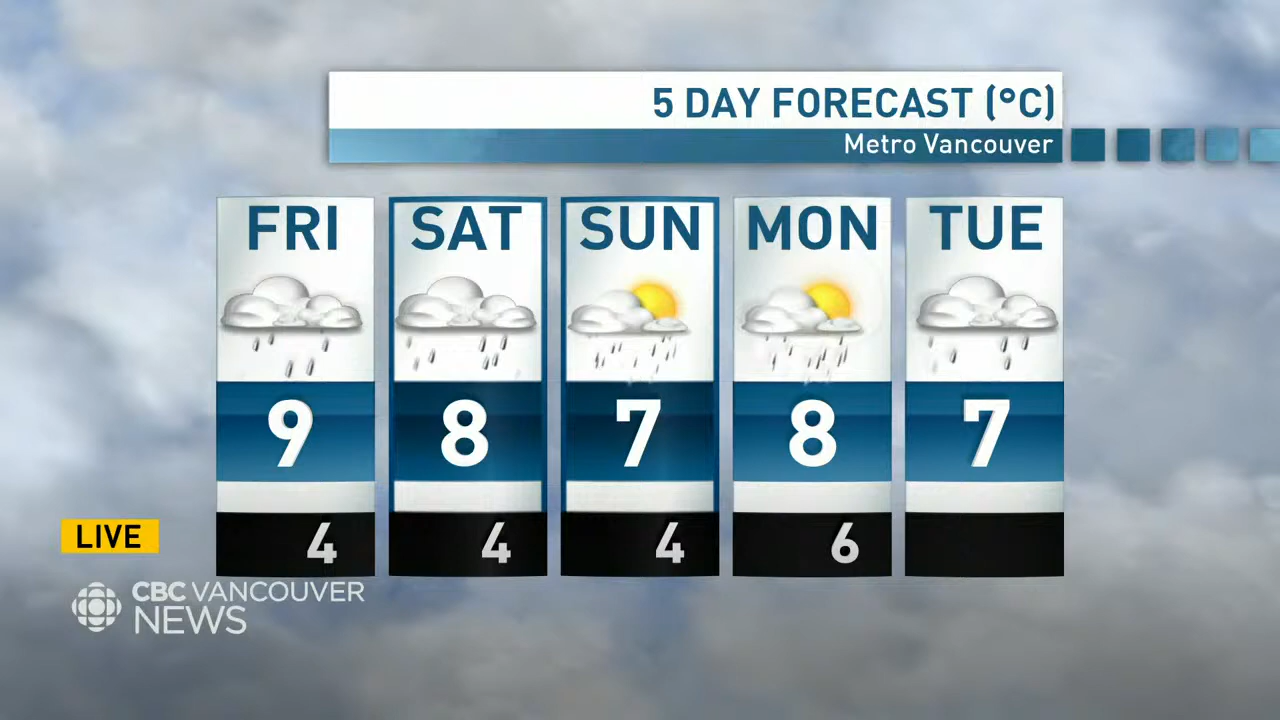 5 DAY FORECAST (°C)
Metro Vancouver
FRI SAT SUN MON TUE
9 8 7 8 7
4 4 4 6
LIVE
CBC VANCOUVER
NEWS